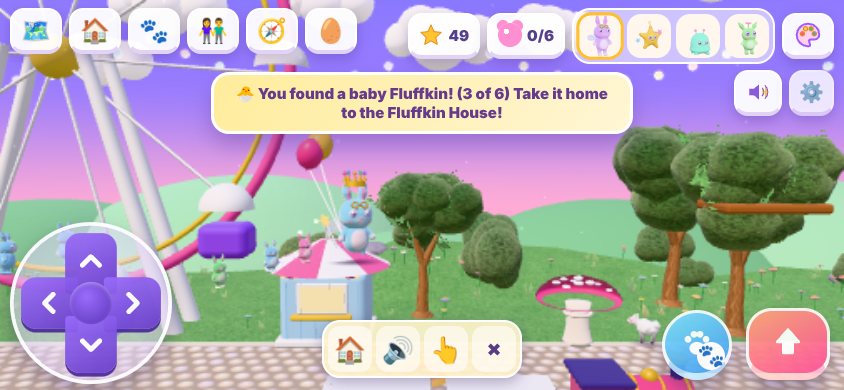 49
0/6
🐣 You found a baby Fluffkin! (3 of 6) Take it home
to the Fluffkin House!